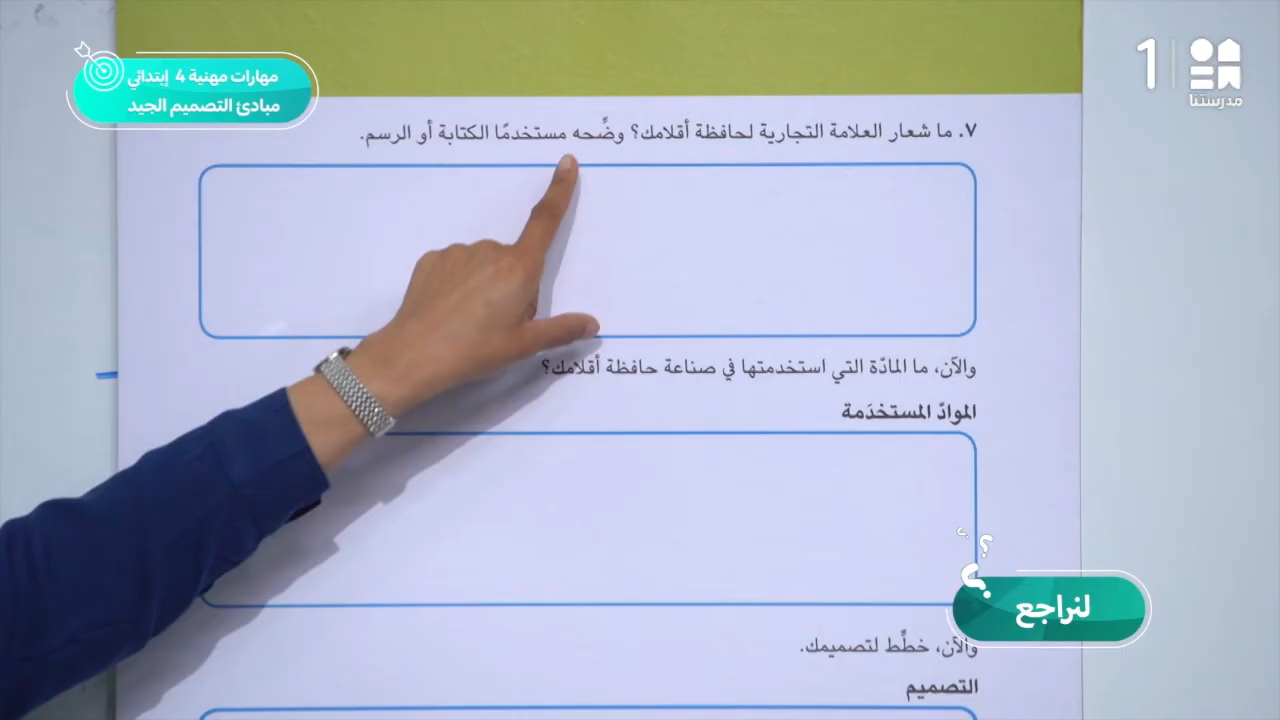 مهارات مهنية 4 إبتدائي
مبادئ التصميم الجيد
1
مدرستنا
٧. ما شعار العلامة التجارية لحافظة أقلامك؟ وضِّحه مستخدمًا الكتابة أو الرسم.
والآن، ما المادّة التي استخدمتها في صناعة حافظة أقلامك؟
الموادّ المستخدَمة
لنراجع
والآن، خطِّط لتصميمك.
التصميم